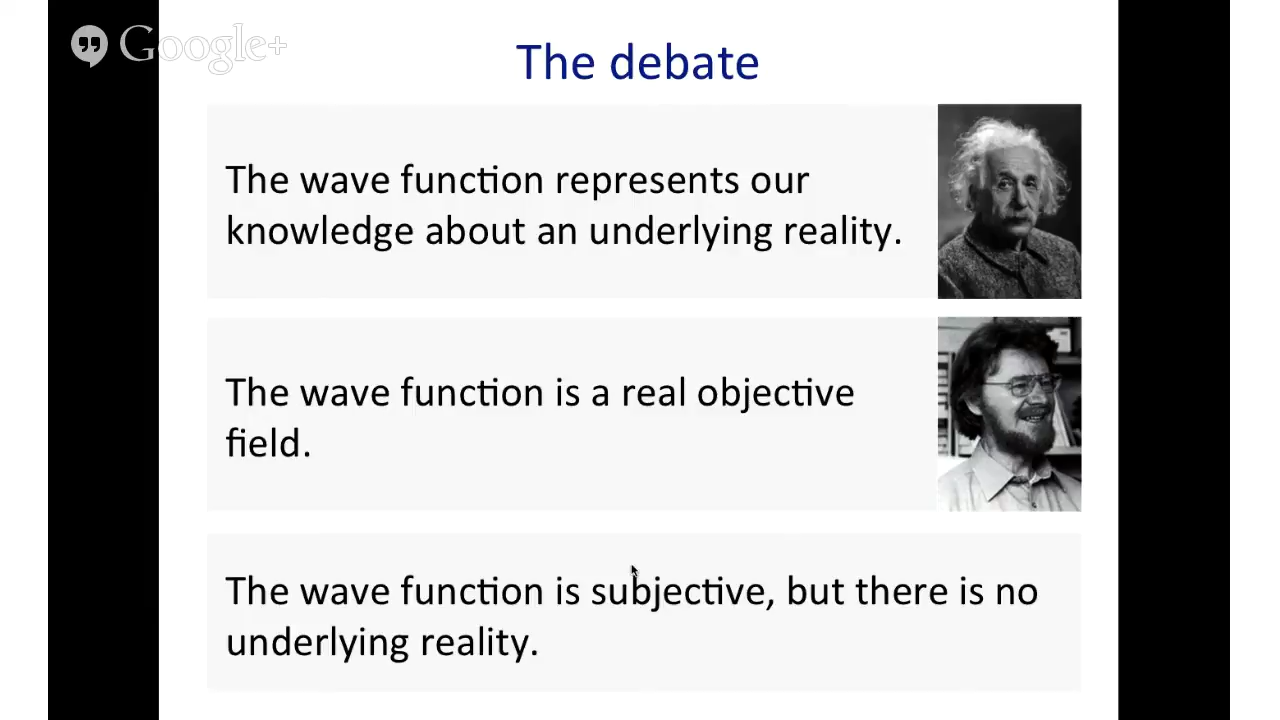 Google+
The debate
The wave function represents our
knowledge about an underlying reality.
The wave function is a real objective
field.
The wave function is subjective, but there is no
underlying reality.